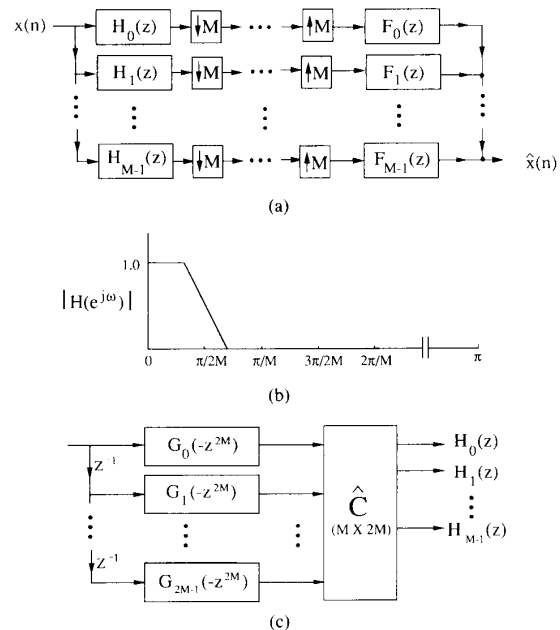 x(n) H_0(z) ↓M ••• ↑M F_0(z)
H_1(z) ↓M ••• ↑M F_1(z)
H_{M-1}(z) ↓M ••• ↑M F_{M-1}(z) x̂(n)
(a)
1.0
|H(e^{jω})|
0 π/2M π/M 3π/2M 2π/M π
(b)
G_0(-z^{2M}) H_0(z)
z^{-1}
G_1(-z^{2M}) Ĉ H_1(z)
(M X 2M)
z^{-1} H_{M-1}(z)
G_{2M-1}(-z^{2M})
(c)